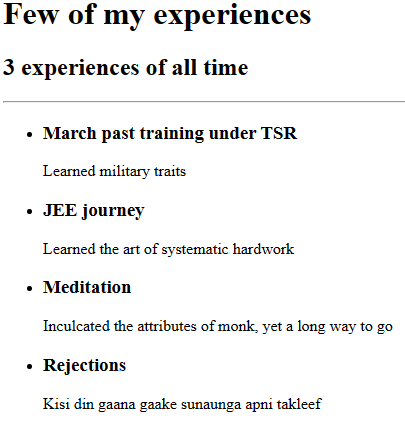 Few of my experiences
3 experiences of all time
March past training under TSR
Learned military traits
JEE journey
Learned the art of systematic hardwork
Meditation
Inculcated the attributes of monk, yet a long way to go
Rejections
Kisi din gaana gaake sunaunga apni takleef